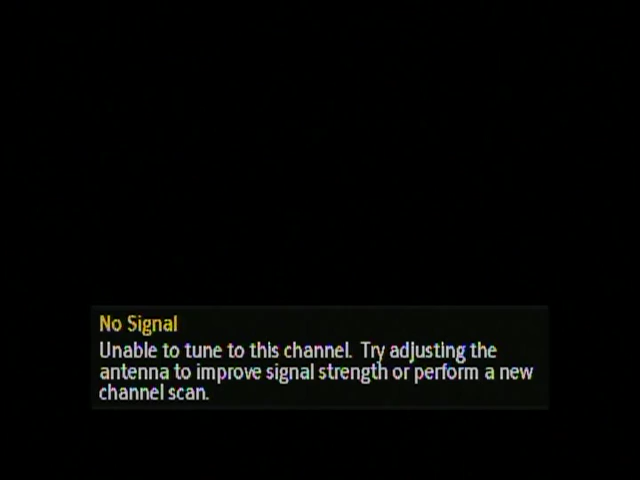 No Signal
Unable to tune to this channel. Try adjusting the
antenna to improve signal strength or perform a new
channel scan.